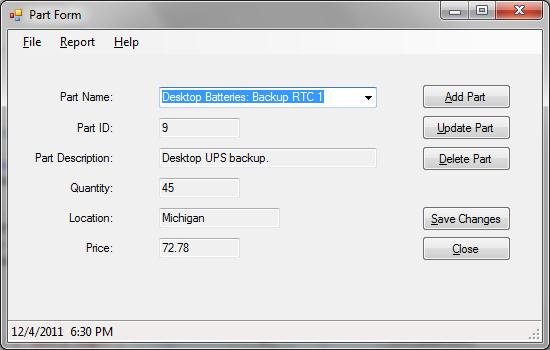 Part Form
File Report Help
Part Name: Desktop Batteries: Backup RTC 1 Add Part
Part ID: 9 Update Part
Part Description: Desktop UPS backup. Delete Part
Quantity: 45
Location: Michigan Save Changes
Price: 72.78 Close
12/4/2011 6:30 PM